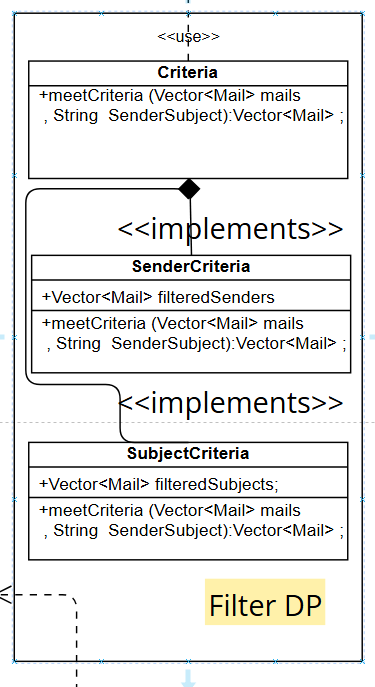 <<use>>
Criteria
+meetCriteria (Vector<Mail> mails
, String SenderSubject):Vector<Mail> ;
<<implements>>
SenderCriteria
+Vector<Mail> filteredSenders
+meetCriteria (Vector<Mail> mails
, String SenderSubject):Vector<Mail> ;
<<implements>>
SubjectCriteria
+Vector<Mail> filteredSubjects;
+meetCriteria (Vector<Mail> mails
, String SenderSubject):Vector<Mail> ;
Filter DP